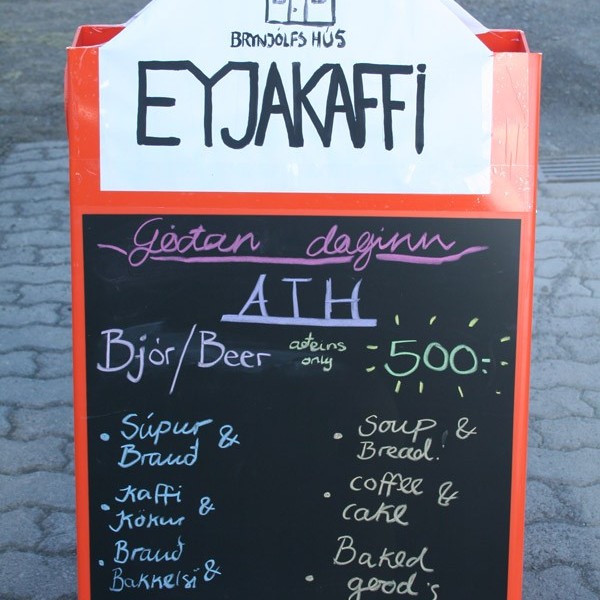 BRYNJÓLFS HÚS
EYJAKAFFI
Góðan daginn
ATH
Bjór/Beer aðeins only 500:-
• Súpur & Brauð
• Kaffi & Kökur
• Brauð & Bakkelsi
• Soup & Bread.
• coffee & cake
• Baked good's